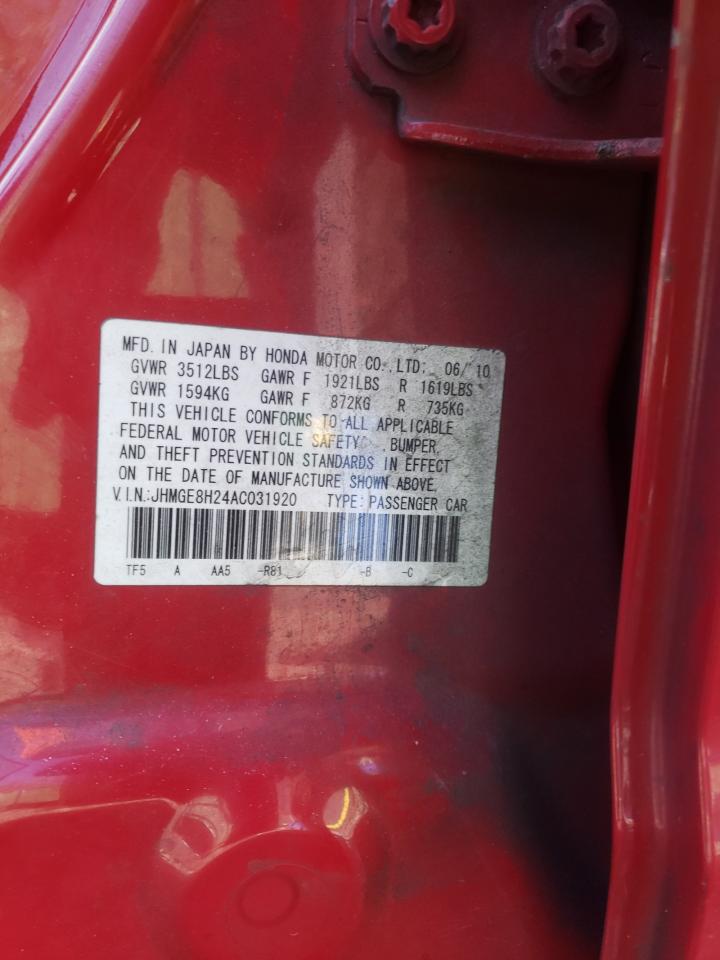 MFD. IN JAPAN BY HONDA MOTOR CO.,LTD: 06/10
GVWR 3512LBS GAWR F 1921LBS R 1619LBS
GVWR 1594KG GAWR F 872KG R 735KG
THIS VEHICLE CONFORMS TO ALL APPLICABLE
FEDERAL MOTOR VEHICLE SAFETY, BUMPER,
AND THEFT PREVENTION STANDARDS IN EFFECT
ON THE DATE OF MANUFACTURE SHOWN ABOVE.
V.I.N.:JHMGE8H24AC031920 TYPE:PASSENGER CAR
TF5 A AA5 -R81 -B -C